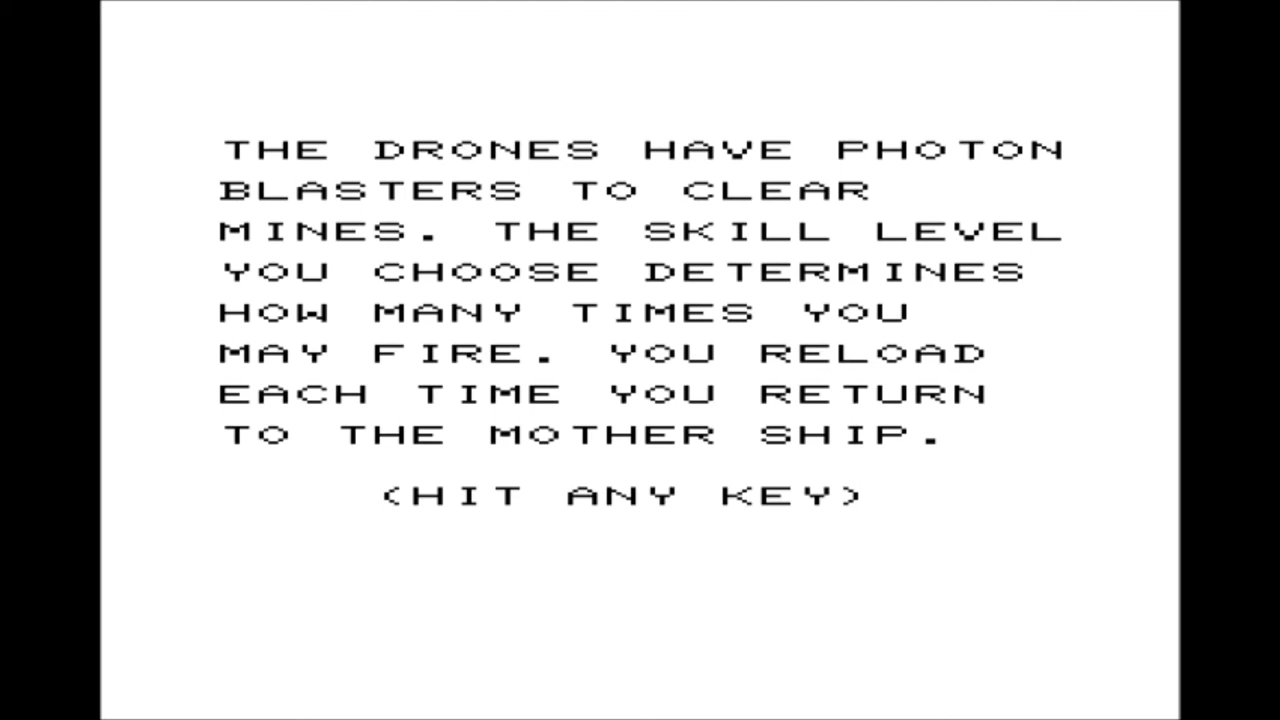 THE DRONES HAVE PHOTON
BLASTERS TO CLEAR
MINES. THE SKILL LEVEL
YOU CHOOSE DETERMINES
HOW MANY TIMES YOU
MAY FIRE. YOU RELOAD
EACH TIME YOU RETURN
TO THE MOTHER SHIP.
(HIT ANY KEY)